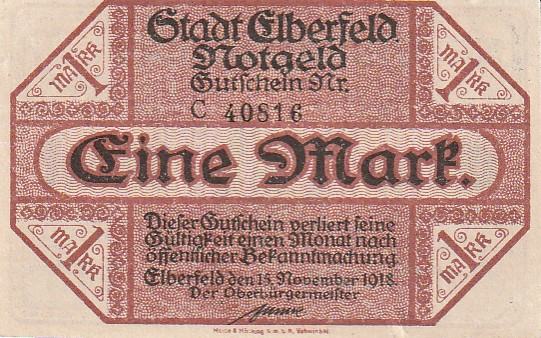 Stadt Elberfeld.
1 MARK
1 MARK
Notgeld
Gutschein Nr.
C 40816
Eine Mark.
Dieser Gutschein verliert seine
Gültigkeit einen Monat nach
öffentlicher Bekanntmachung
Elberfeld den 15. November 1918.
Der Oberbürgermeister
1 MARK
1 MARK